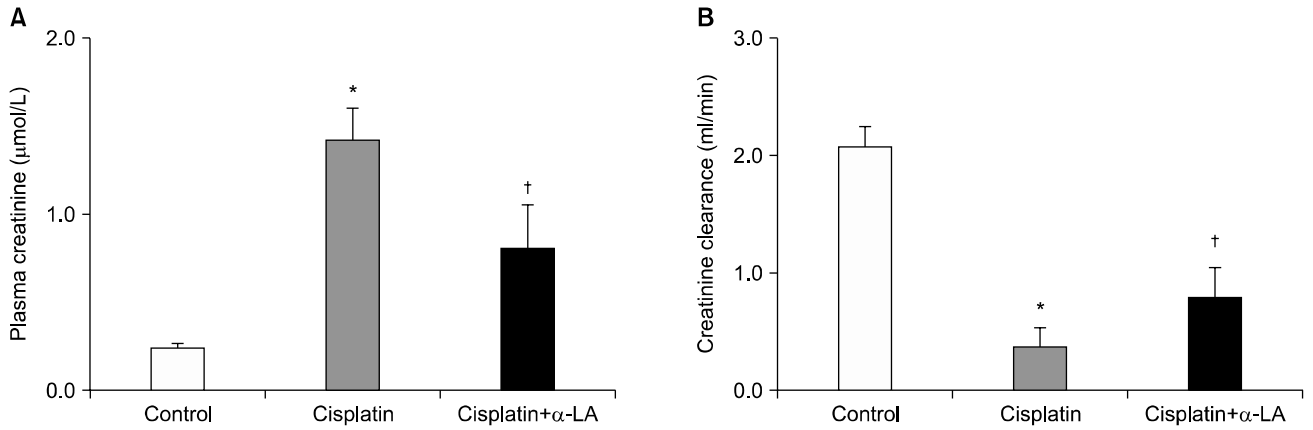 A
Plasma creatinine (μmol/L)
2.0
1.0
0.0
*
†
Control
Cisplatin
Cisplatin+α-LA
B
Creatinine clearance (ml/min)
3.0
2.0
1.0
0.0
*
†
Control
Cisplatin
Cisplatin+α-LA